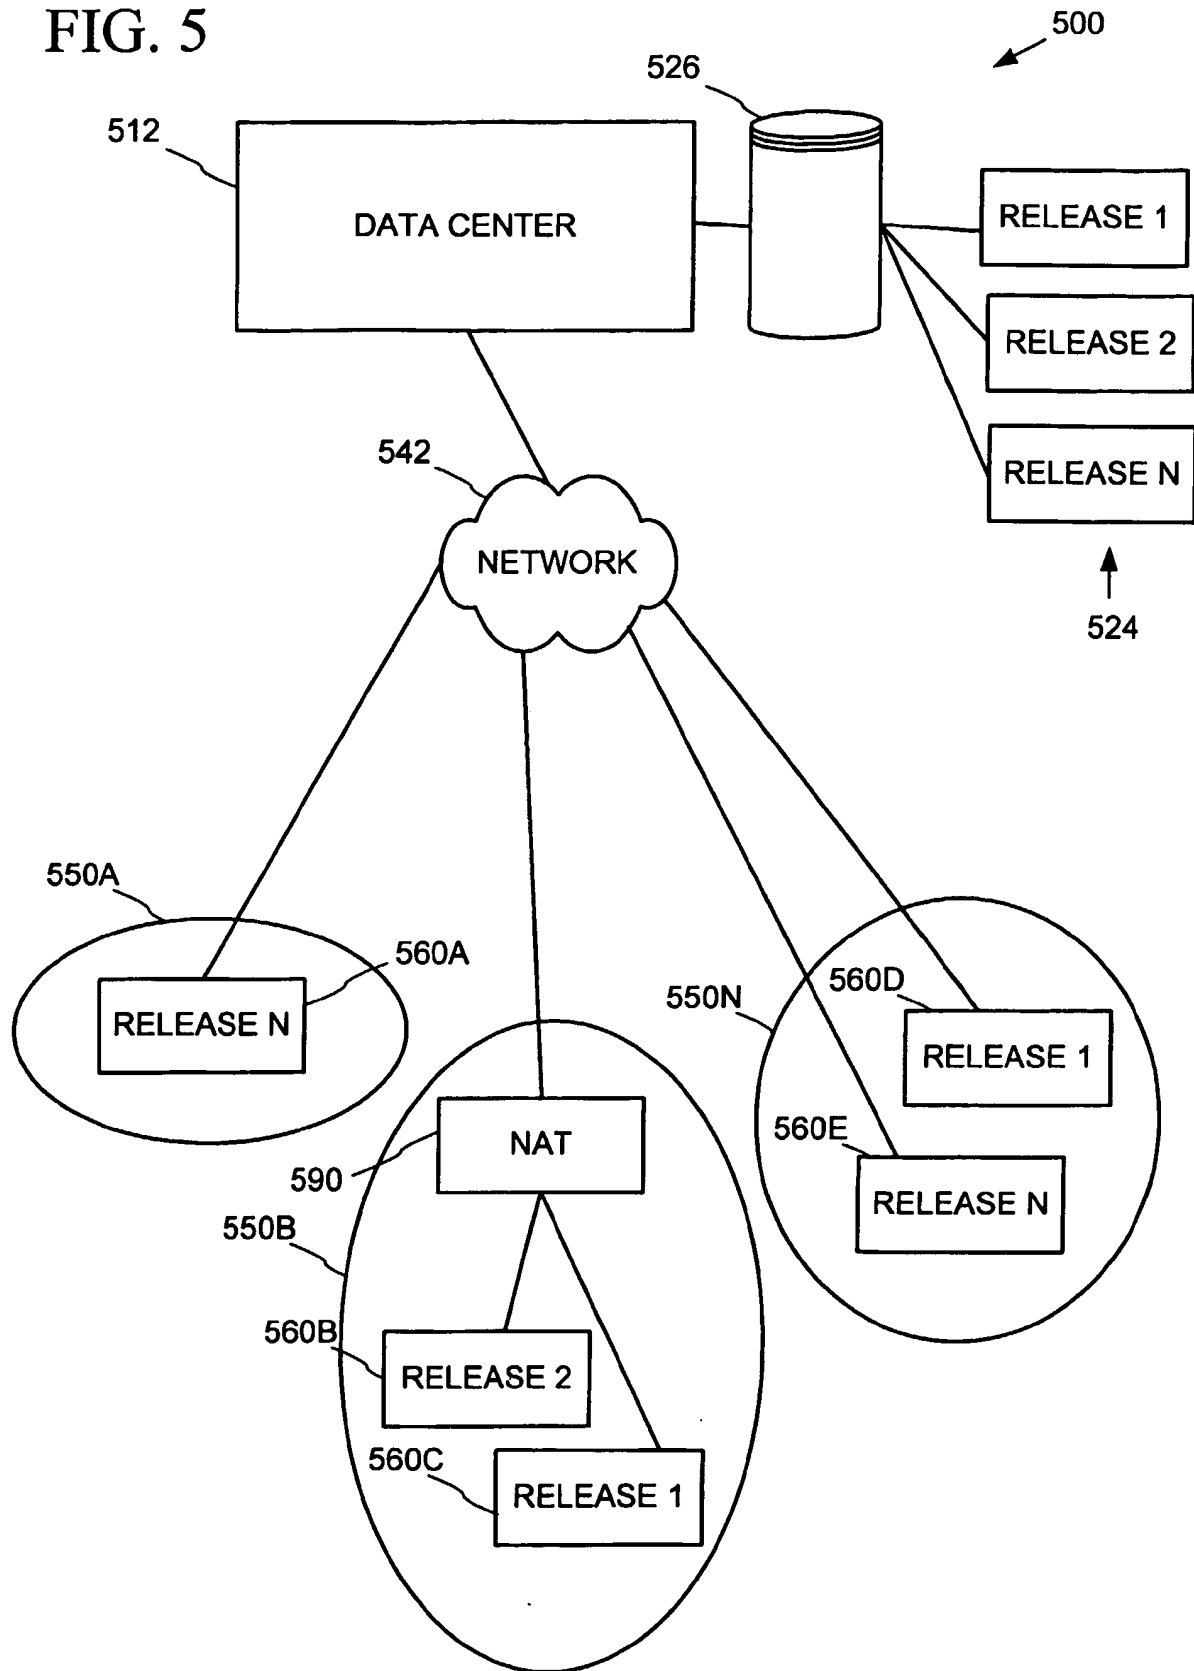 FIG. 5
500
526
512
DATA CENTER
RELEASE 1
RELEASE 2
RELEASE N
524
542
NETWORK
550A
560A
RELEASE N
550N
560D
RELEASE 1
560E
RELEASE N
NAT
590
550B
560B
RELEASE 2
560C
RELEASE 1